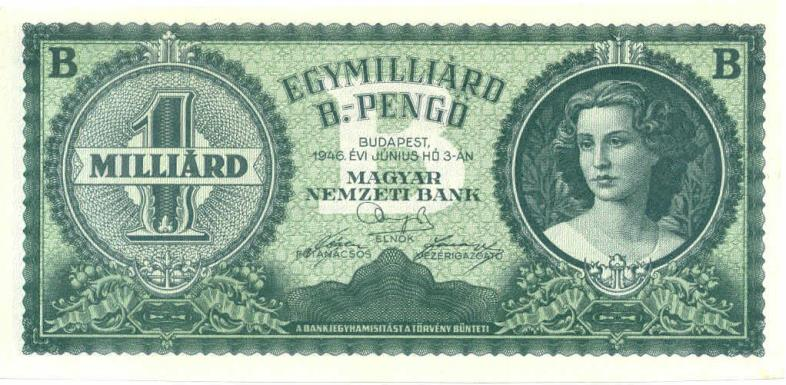 B
B
1
MILLIÁRD
EGYMILLIÁRD
B.-PENGŐ
BUDAPEST,
1946. ÉVI JÚNIUS HÓ 3-ÁN
MAGYAR
NEMZETI BANK
ELNÖK
FŐTANÁCSOS
VEZÉRIGAZGATÓ
A BANKJEGYHAMISÍTÁST A TÖRVÉNY BÜNTETI